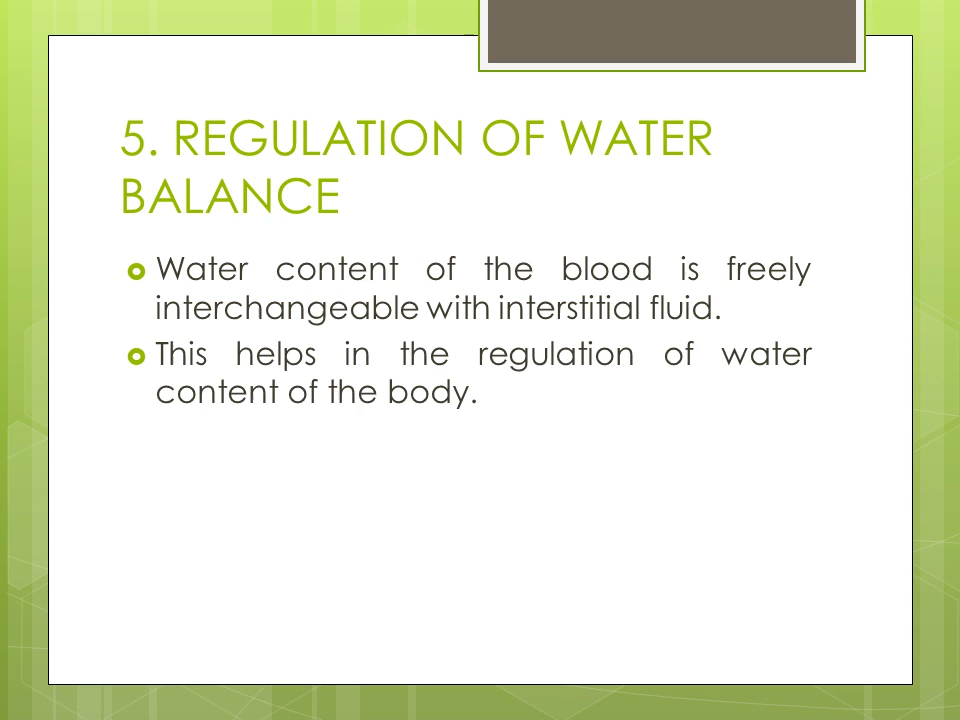 5. REGULATION OF WATER
BALANCE
Water content of the blood is freely
interchangeable with interstitial fluid.
This helps in the regulation of water
content of the body.